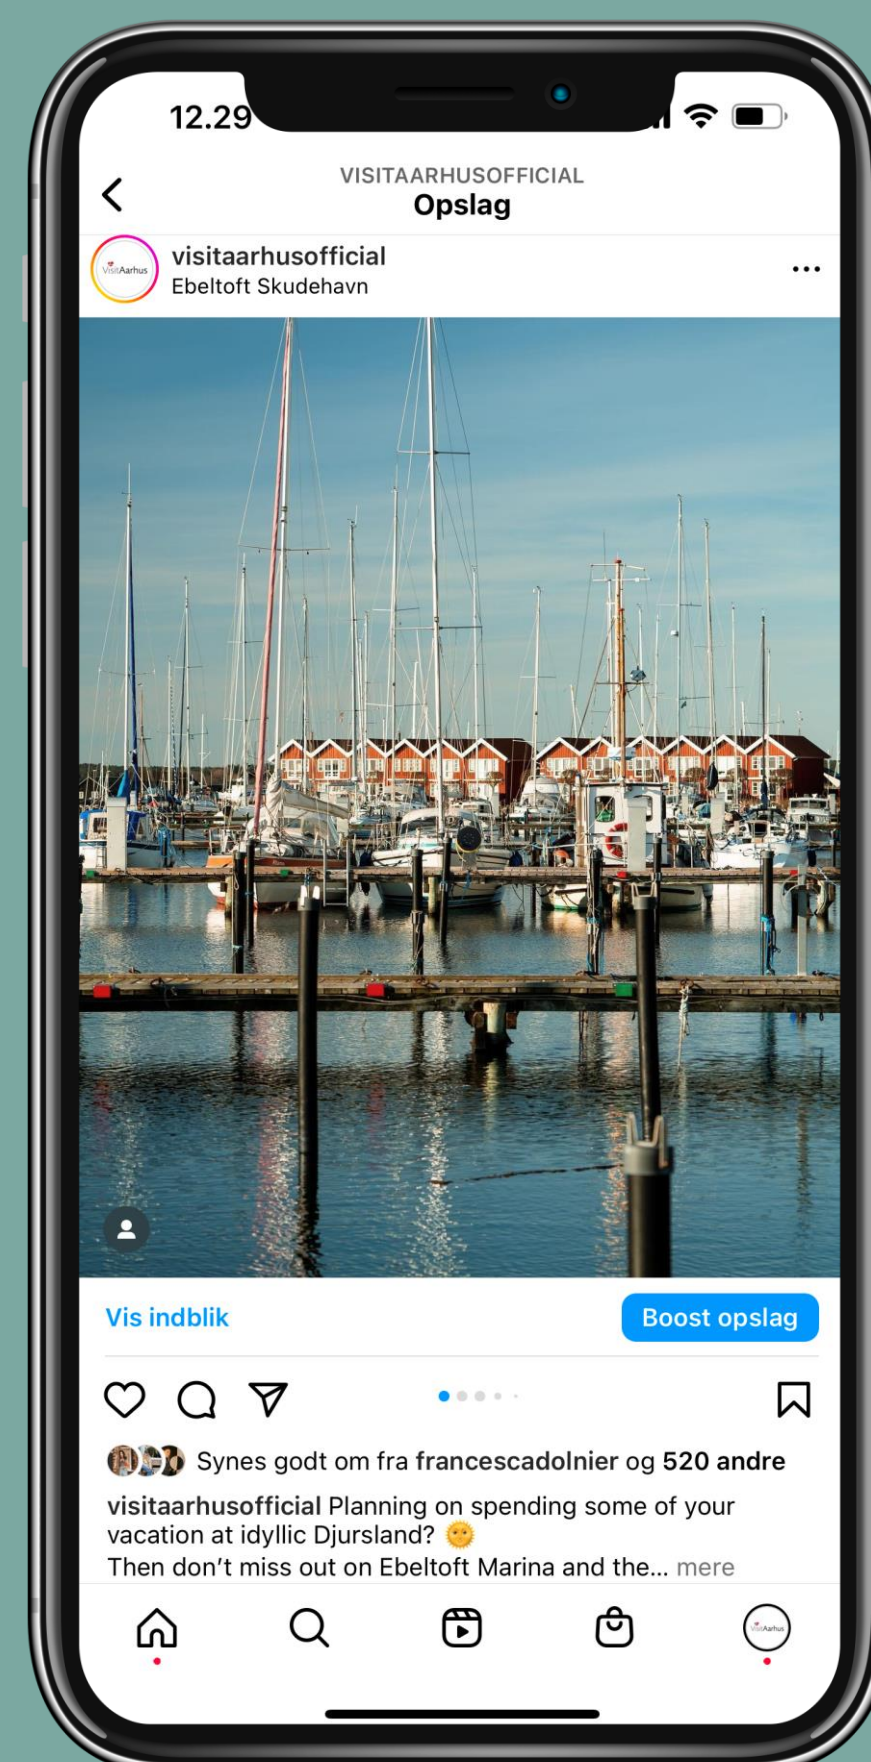 12.29
VISITAARHUSOFFICIAL
Opslag
VisitAarhus
visitaarhusofficial
Ebeltoft Skudehavn
Vis indblik
Boost opslag
Synes godt om fra francescadolnier og 520 andre
visitaarhusofficial Planning on spending some of your
vacation at idyllic Djursland? 🌞
Then don’t miss out on Ebeltoft Marina and the... mere
VisitAarhus